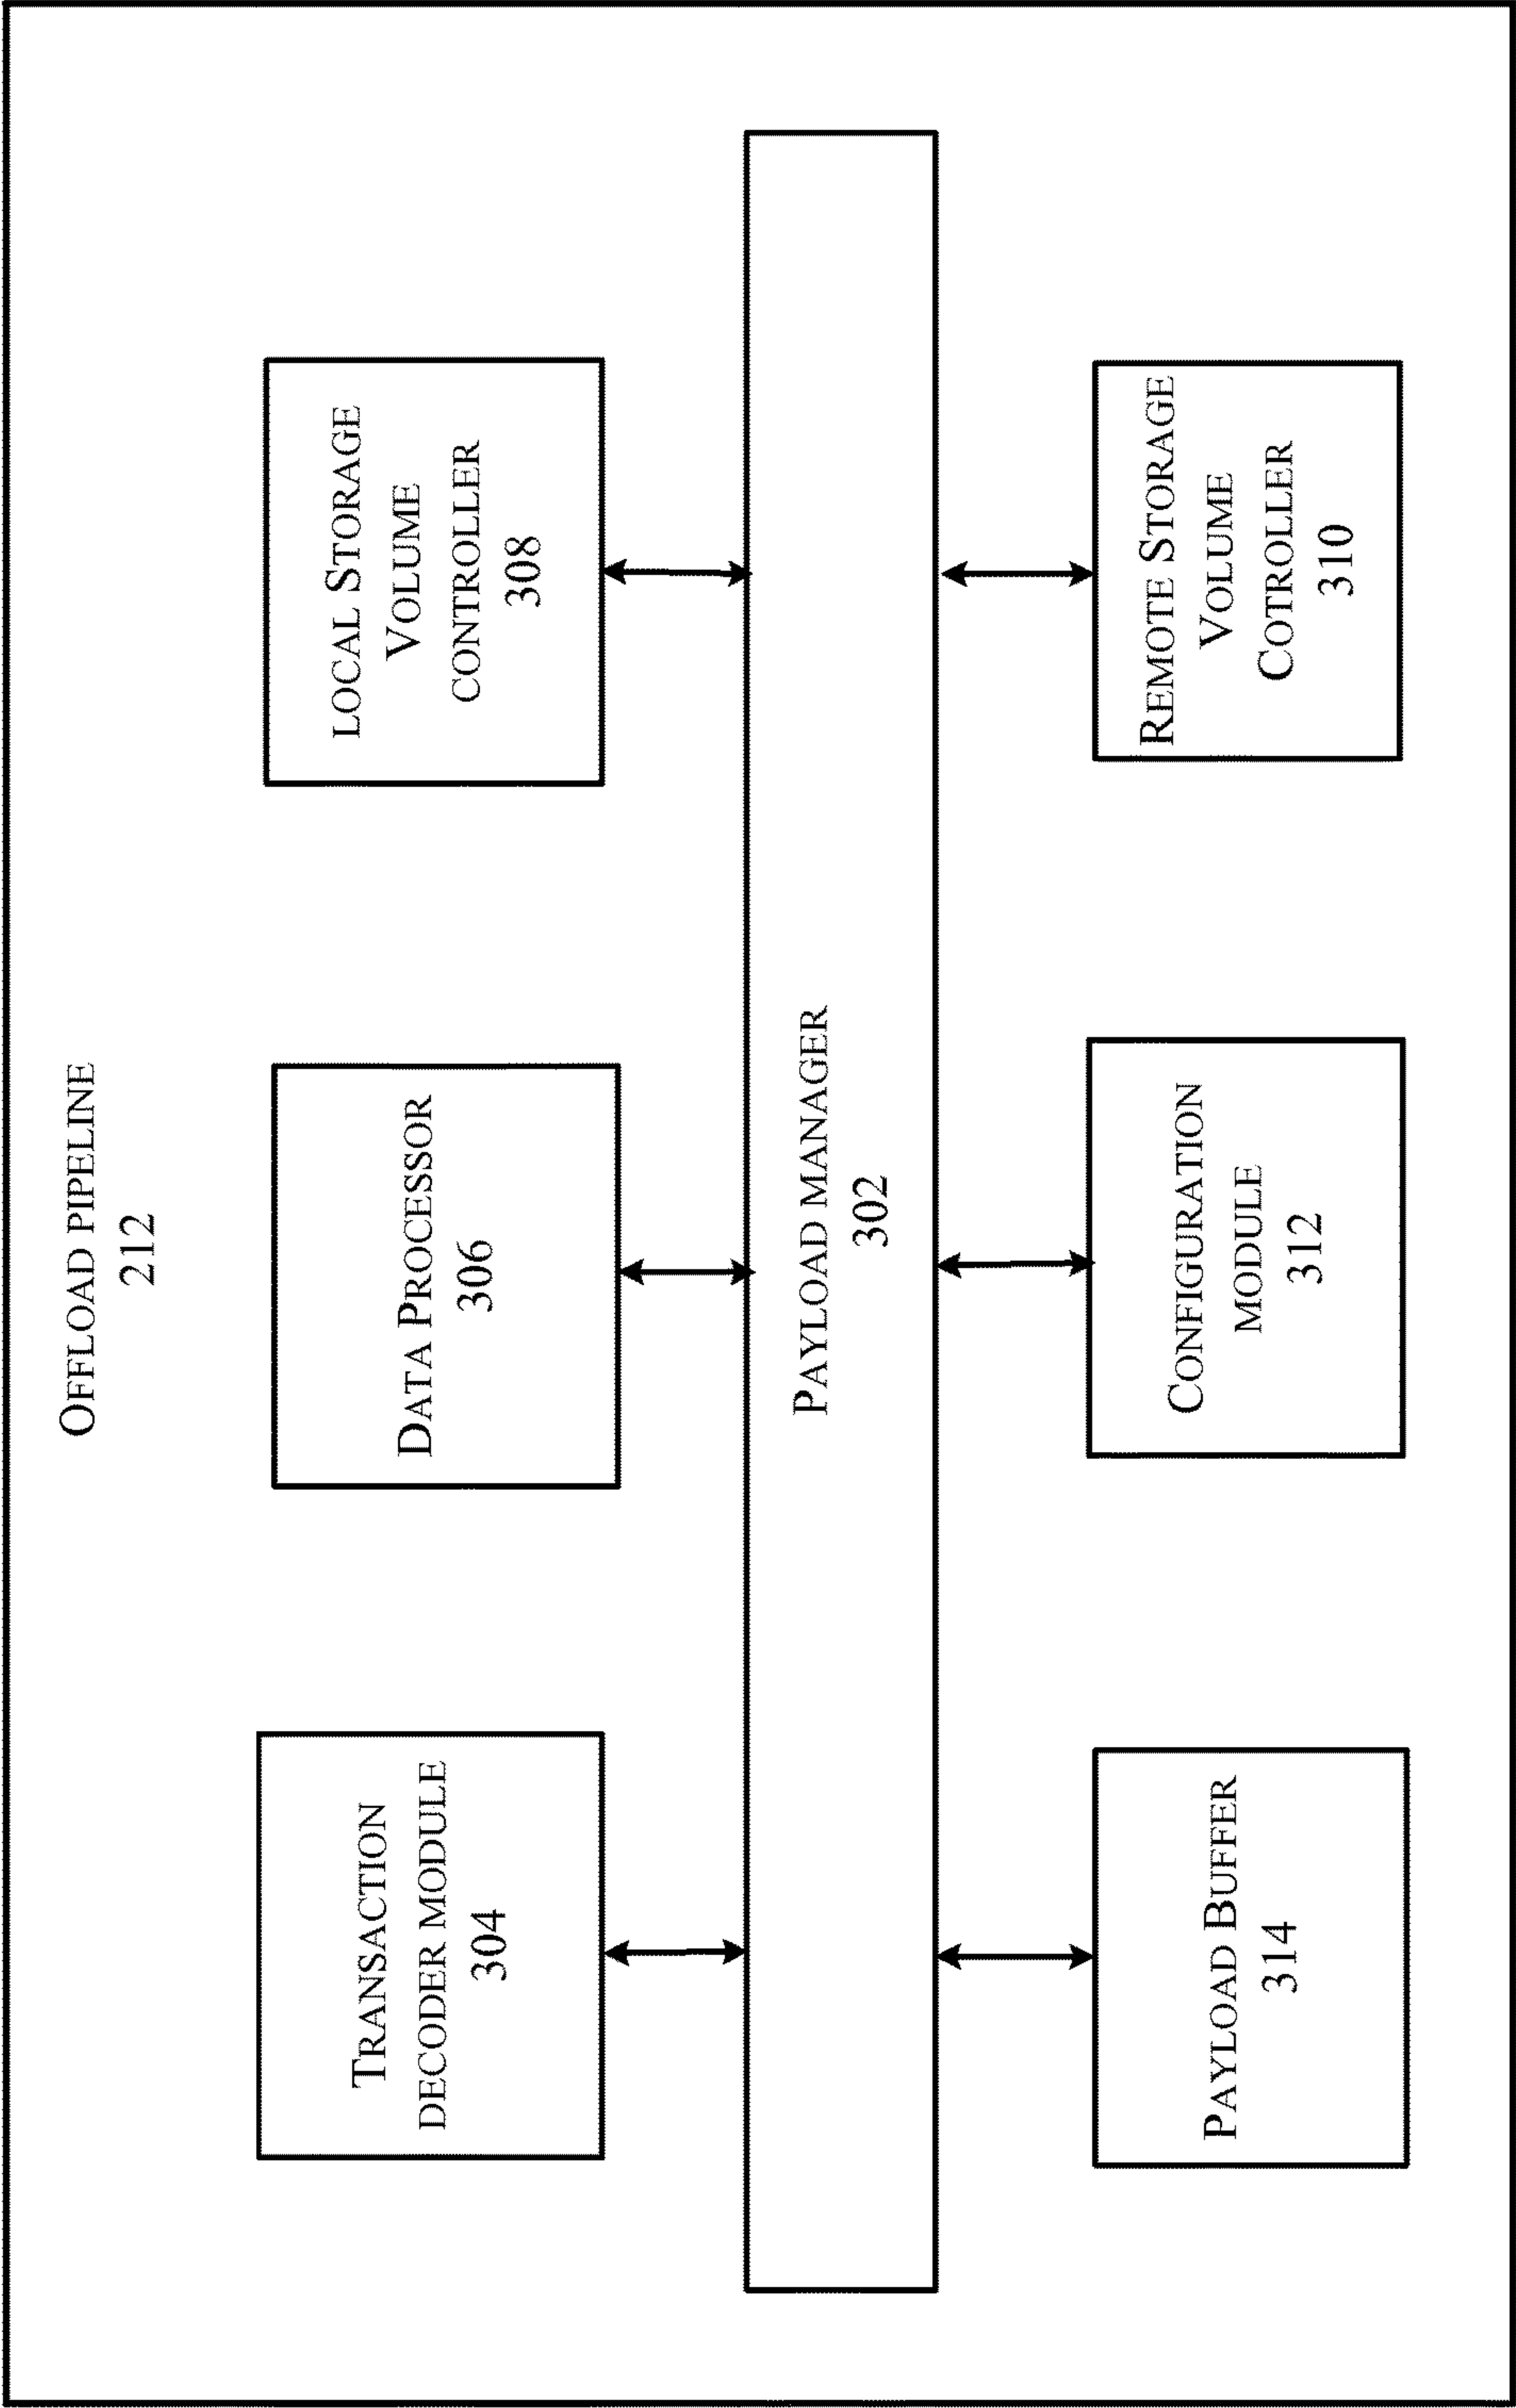 OFFLOAD PIPELINE
212
TRANSACTION
DECODER MODULE
304
DATA PROCESSOR
306
LOCAL STORAGE
VOLUME
CONTROLLER
308
PAYLOAD MANAGER
302
PAYLOAD BUFFER
314
CONFIGURATION
MODULE
312
REMOTE STORAGE
VOLUME
COTROLLER
310